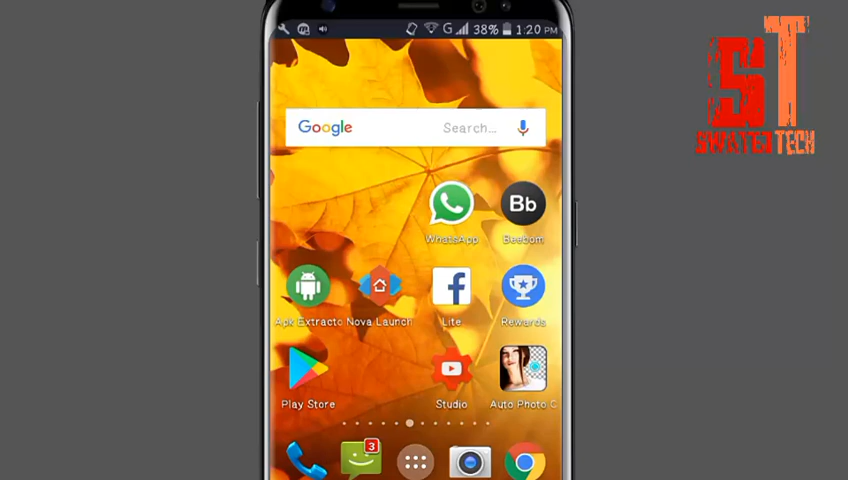 G 38% 1:20 PM
ST
TECH
Google Search...
WhatsApp Beebom
Bb
Apk Extracto Nova Launch Lite Rewards
Play Store Studio Auto Photo C
3